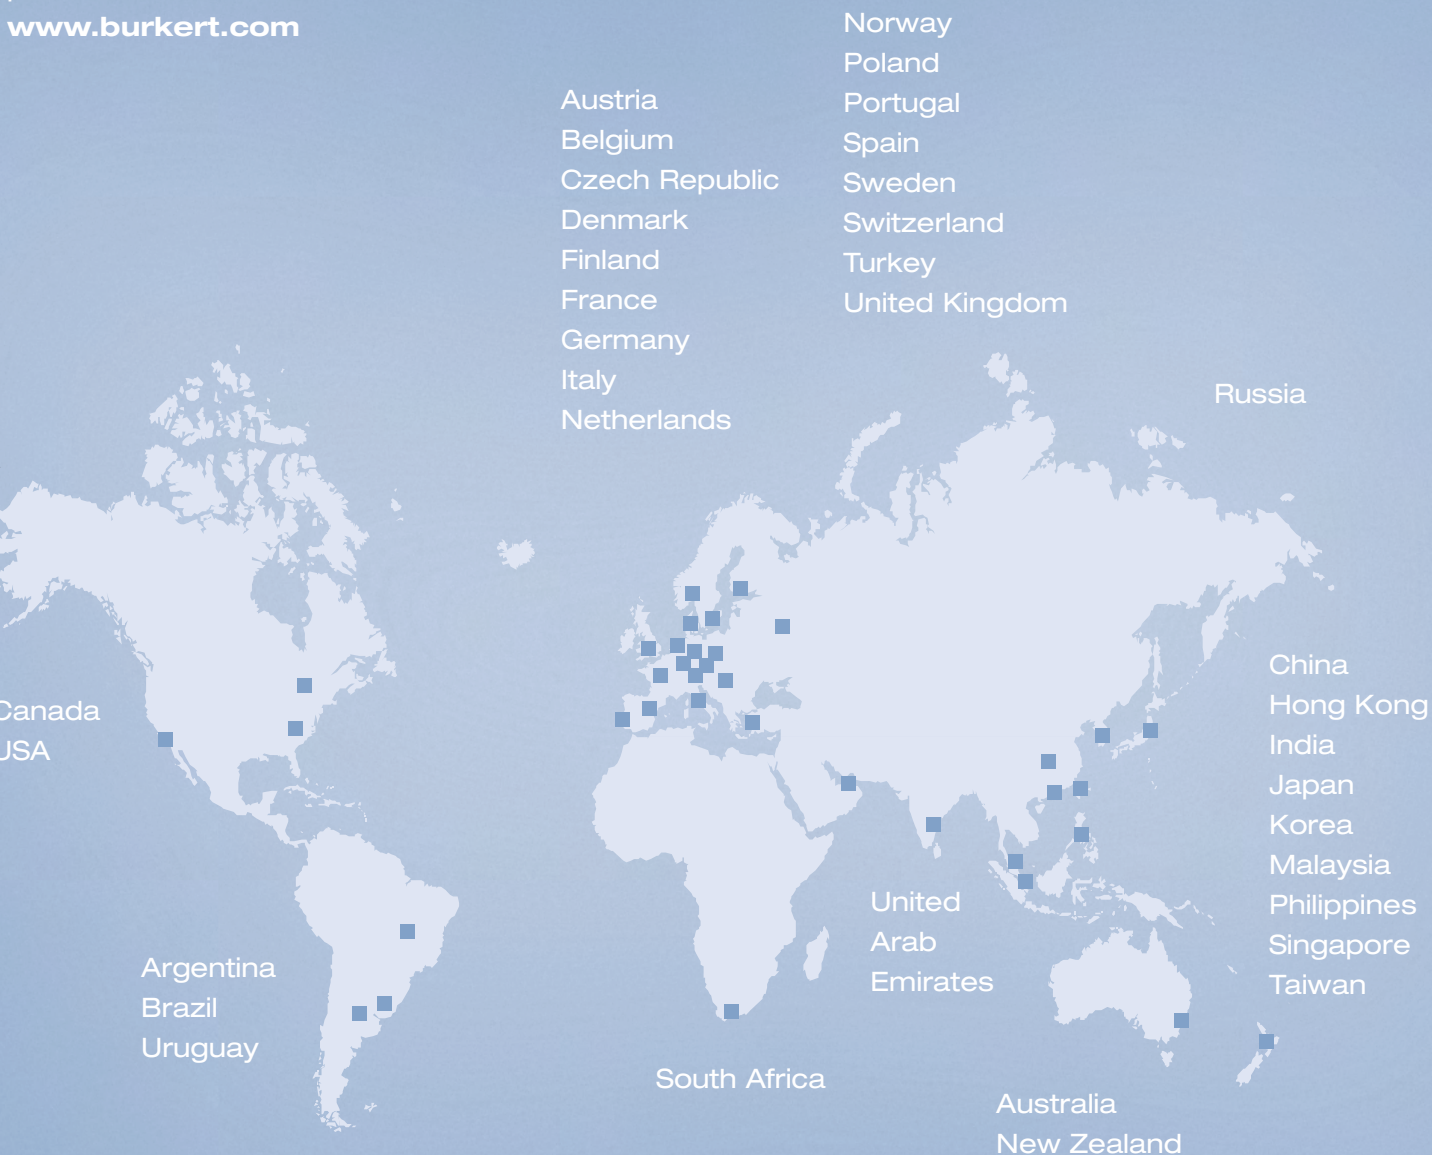 www.burkert.com
Norway
Poland
Portugal
Spain
Sweden
Switzerland
Turkey
United Kingdom
Austria
Belgium
Czech Republic
Denmark
Finland
France
Germany
Italy
Netherlands
Russia
Canada
USA
China
Hong Kong
India
Japan
Korea
Malaysia
Philippines
Singapore
Taiwan
United
Arab
Emirates
Argentina
Brazil
Uruguay
South Africa
Australia
New Zealand